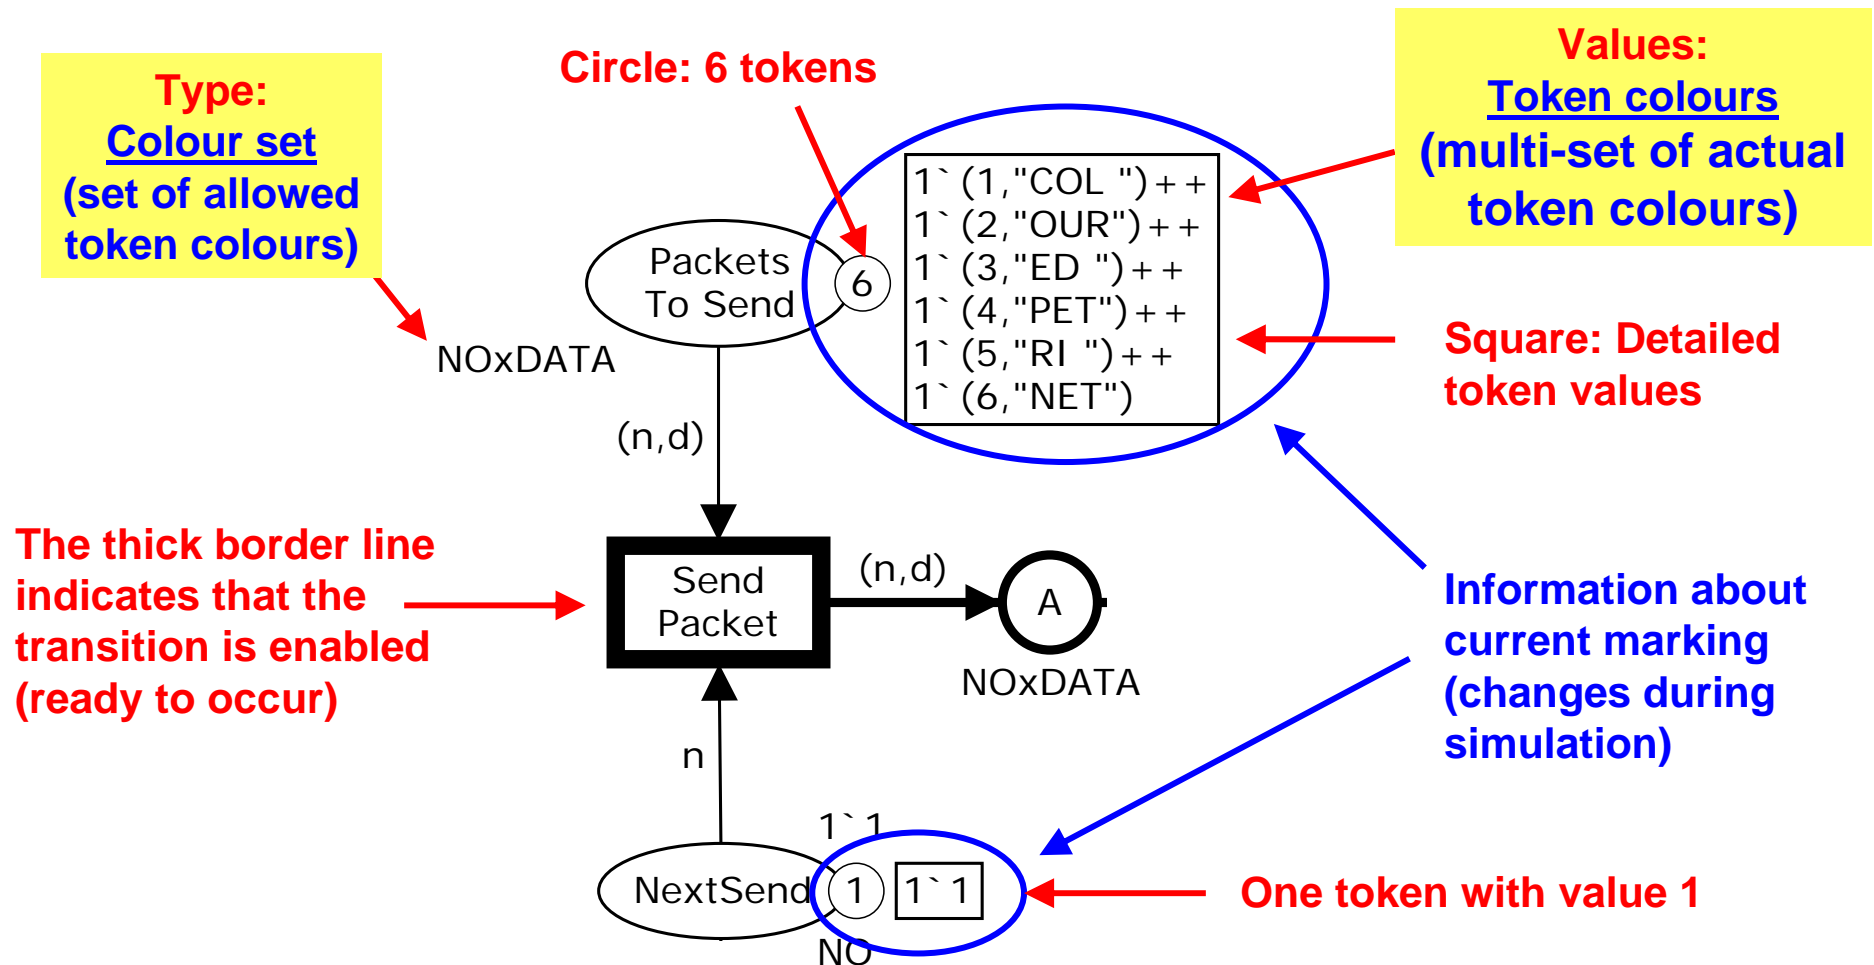 Type:
Colour set
(set of allowed
token colours)
Circle: 6 tokens
Values:
Token colours
(multi-set of actual
token colours)
Packets
To Send
6
1`(1,"COL ")++
1`(2,"OUR")++
1`(3,"ED ")++
1`(4,"PET")++
1`(5,"RI ")++
1`(6,"NET")
NOxDATA
Square: Detailed
token values
(n,d)
The thick border line
indicates that the
transition is enabled
(ready to occur)
Send
Packet
(n,d)
A
NOxDATA
Information about
current marking
(changes during
simulation)
n
1`1
NextSend
1
1`1
One token with value 1
NO